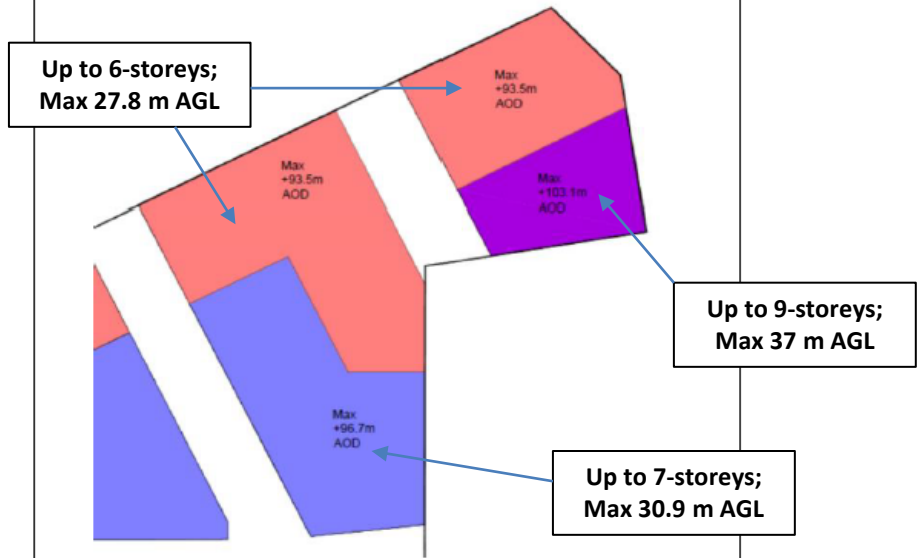 Up to 6-storeys;
Max 27.8 m AGL
Max
+93.5m
AOD
Max
+93.5m
AOD
Max
+103.1m
AOD
Up to 9-storeys;
Max 37 m AGL
Max
+96.7m
AOD
Up to 7-storeys;
Max 30.9 m AGL